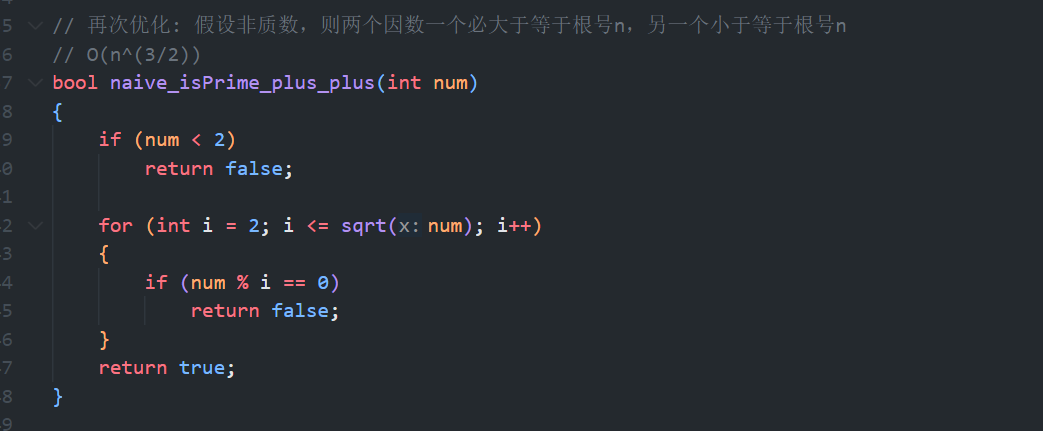 5 // 再次优化: 假设非质数，则两个因数一个必大于等于根号n，另一个小于等于根号n
6 // O(n^(3/2))
7 bool naive_isPrime_plus_plus(int num)
8 {
9 if (num < 2)
0 return false;
1
2 for (int i = 2; i <= sqrt(x: num); i++)
3 {
4 if (num % i == 0)
5 return false;
6 }
7 return true;
8 }
9